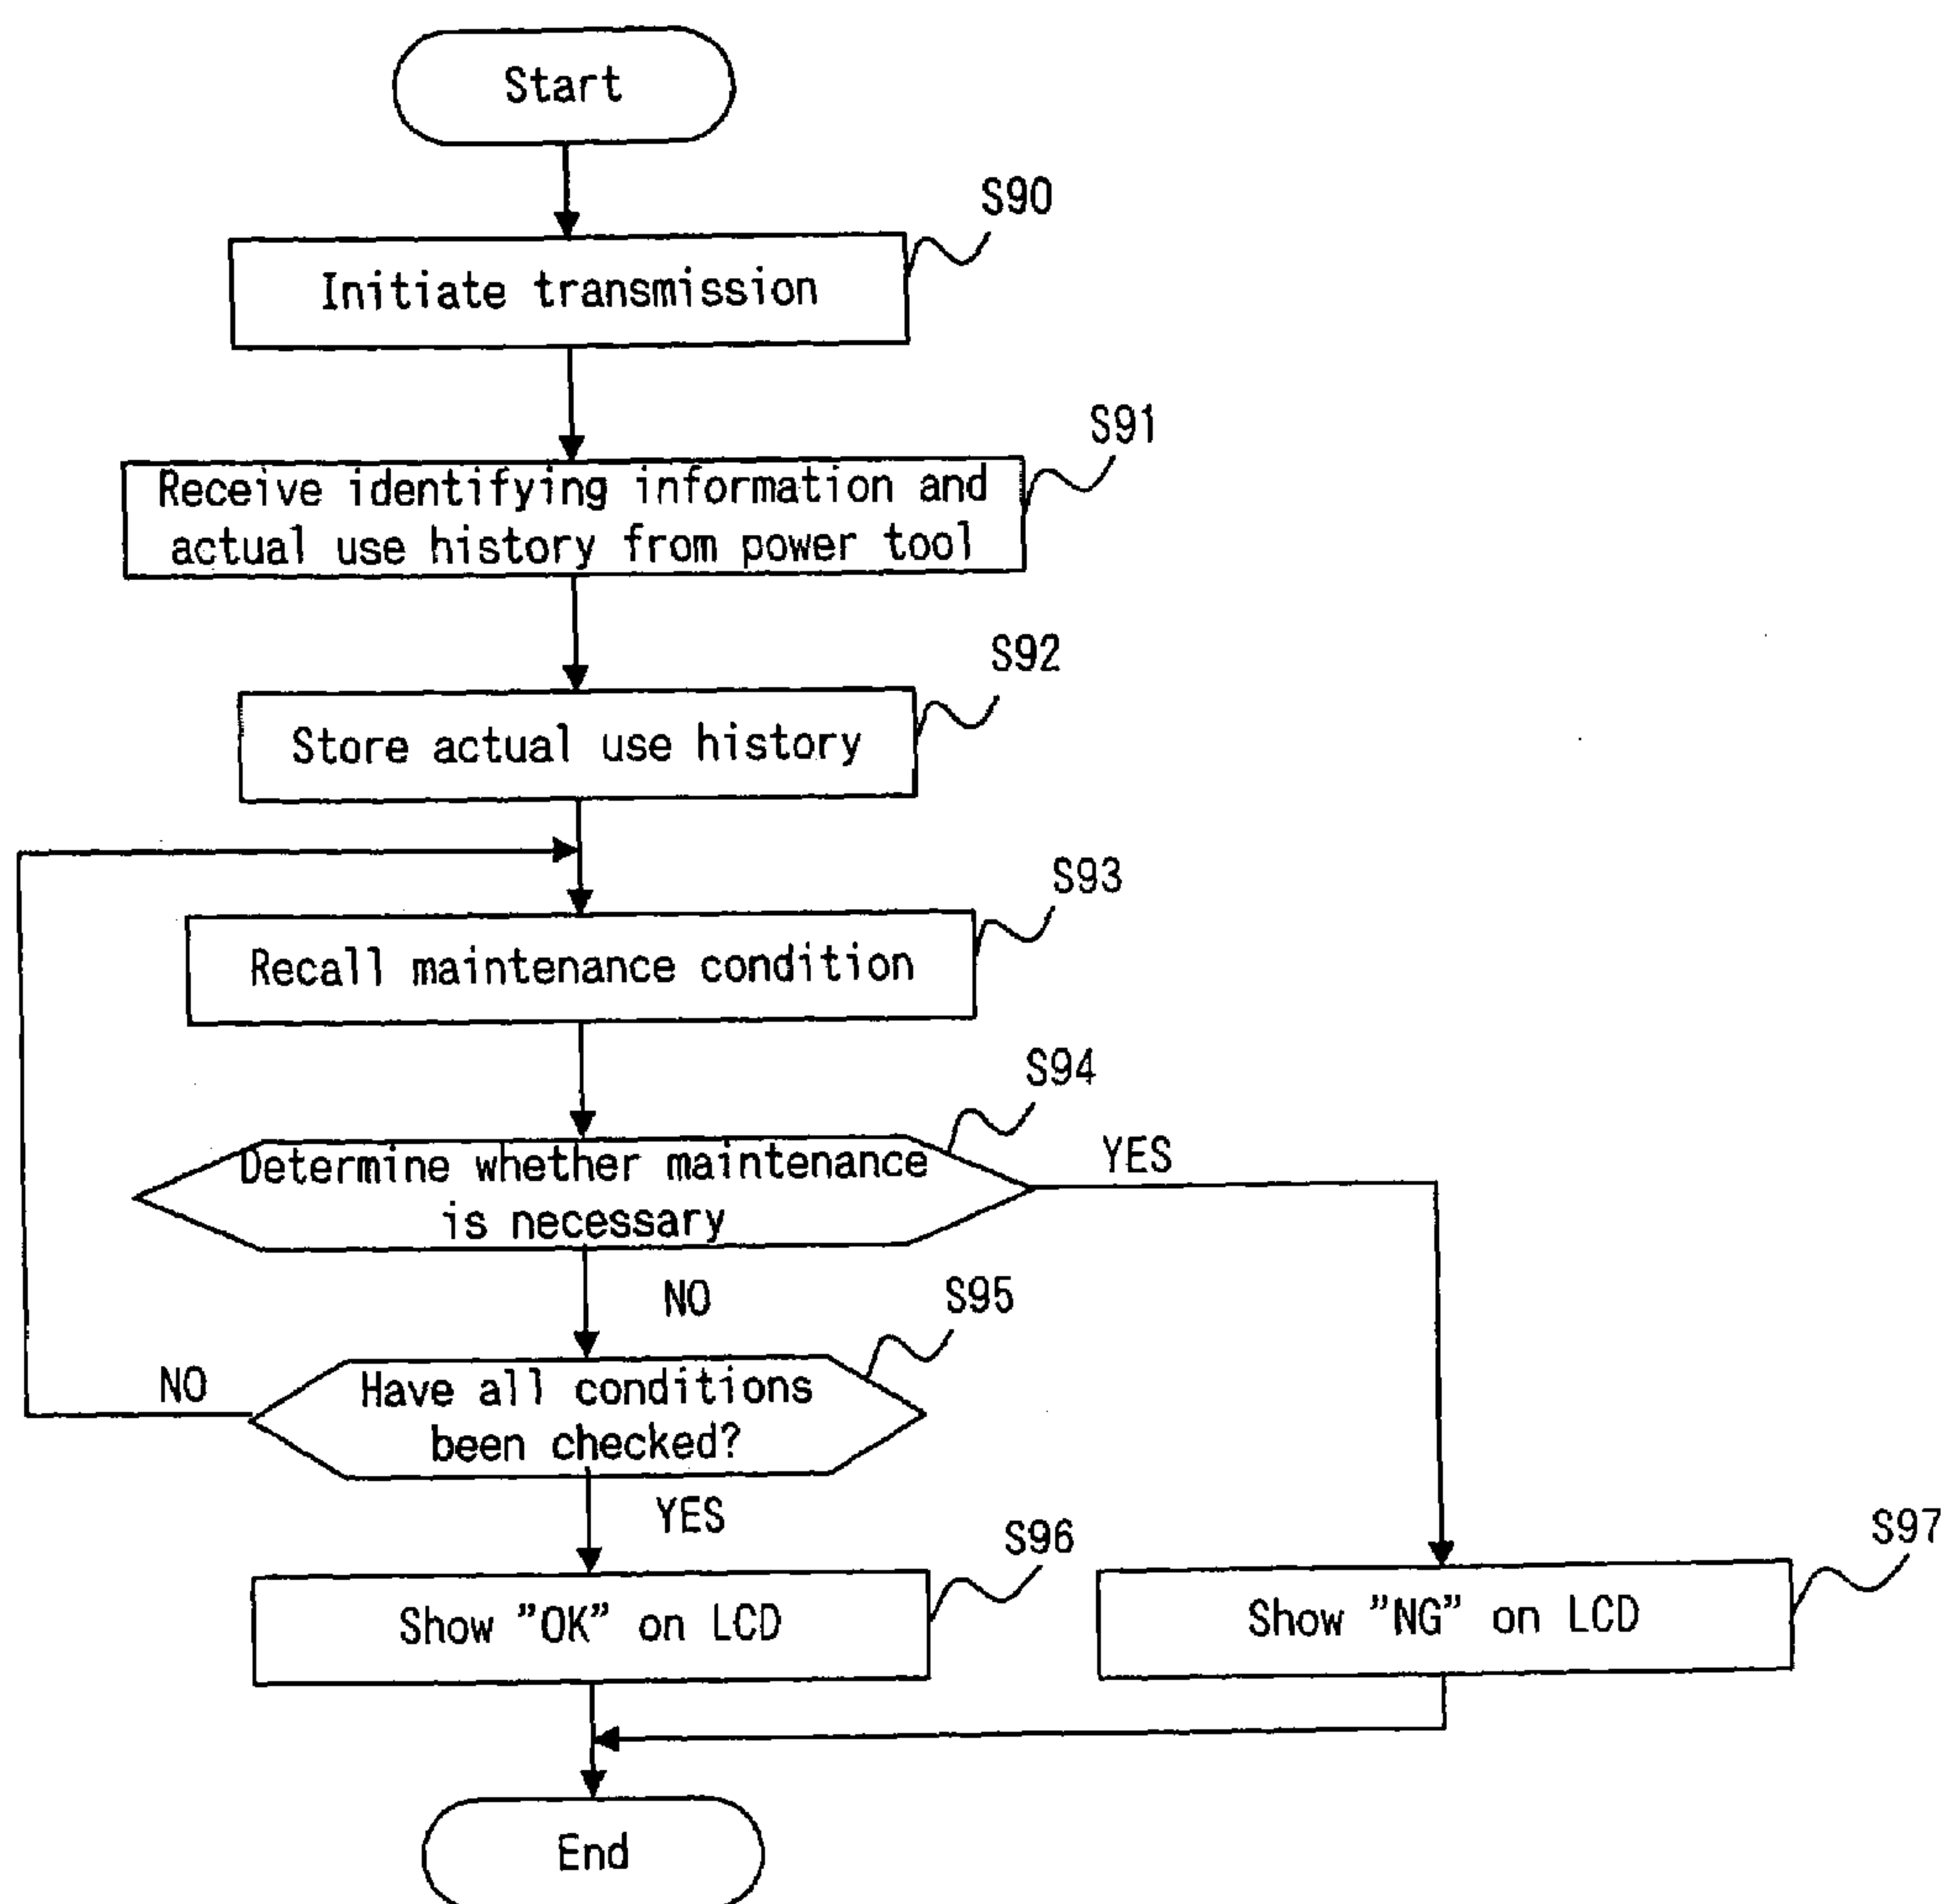 Start
S90
Initiate transmission
S91
Receive identifying information and
actual use history from power tool
S92
Store actual use history
S93
Recall maintenance condition
S94
Determine whether maintenance
is necessary
YES
NO
S95
Have all conditions
been checked?
NO
YES
S96
Show "OK" on LCD
S97
Show "NG" on LCD
End